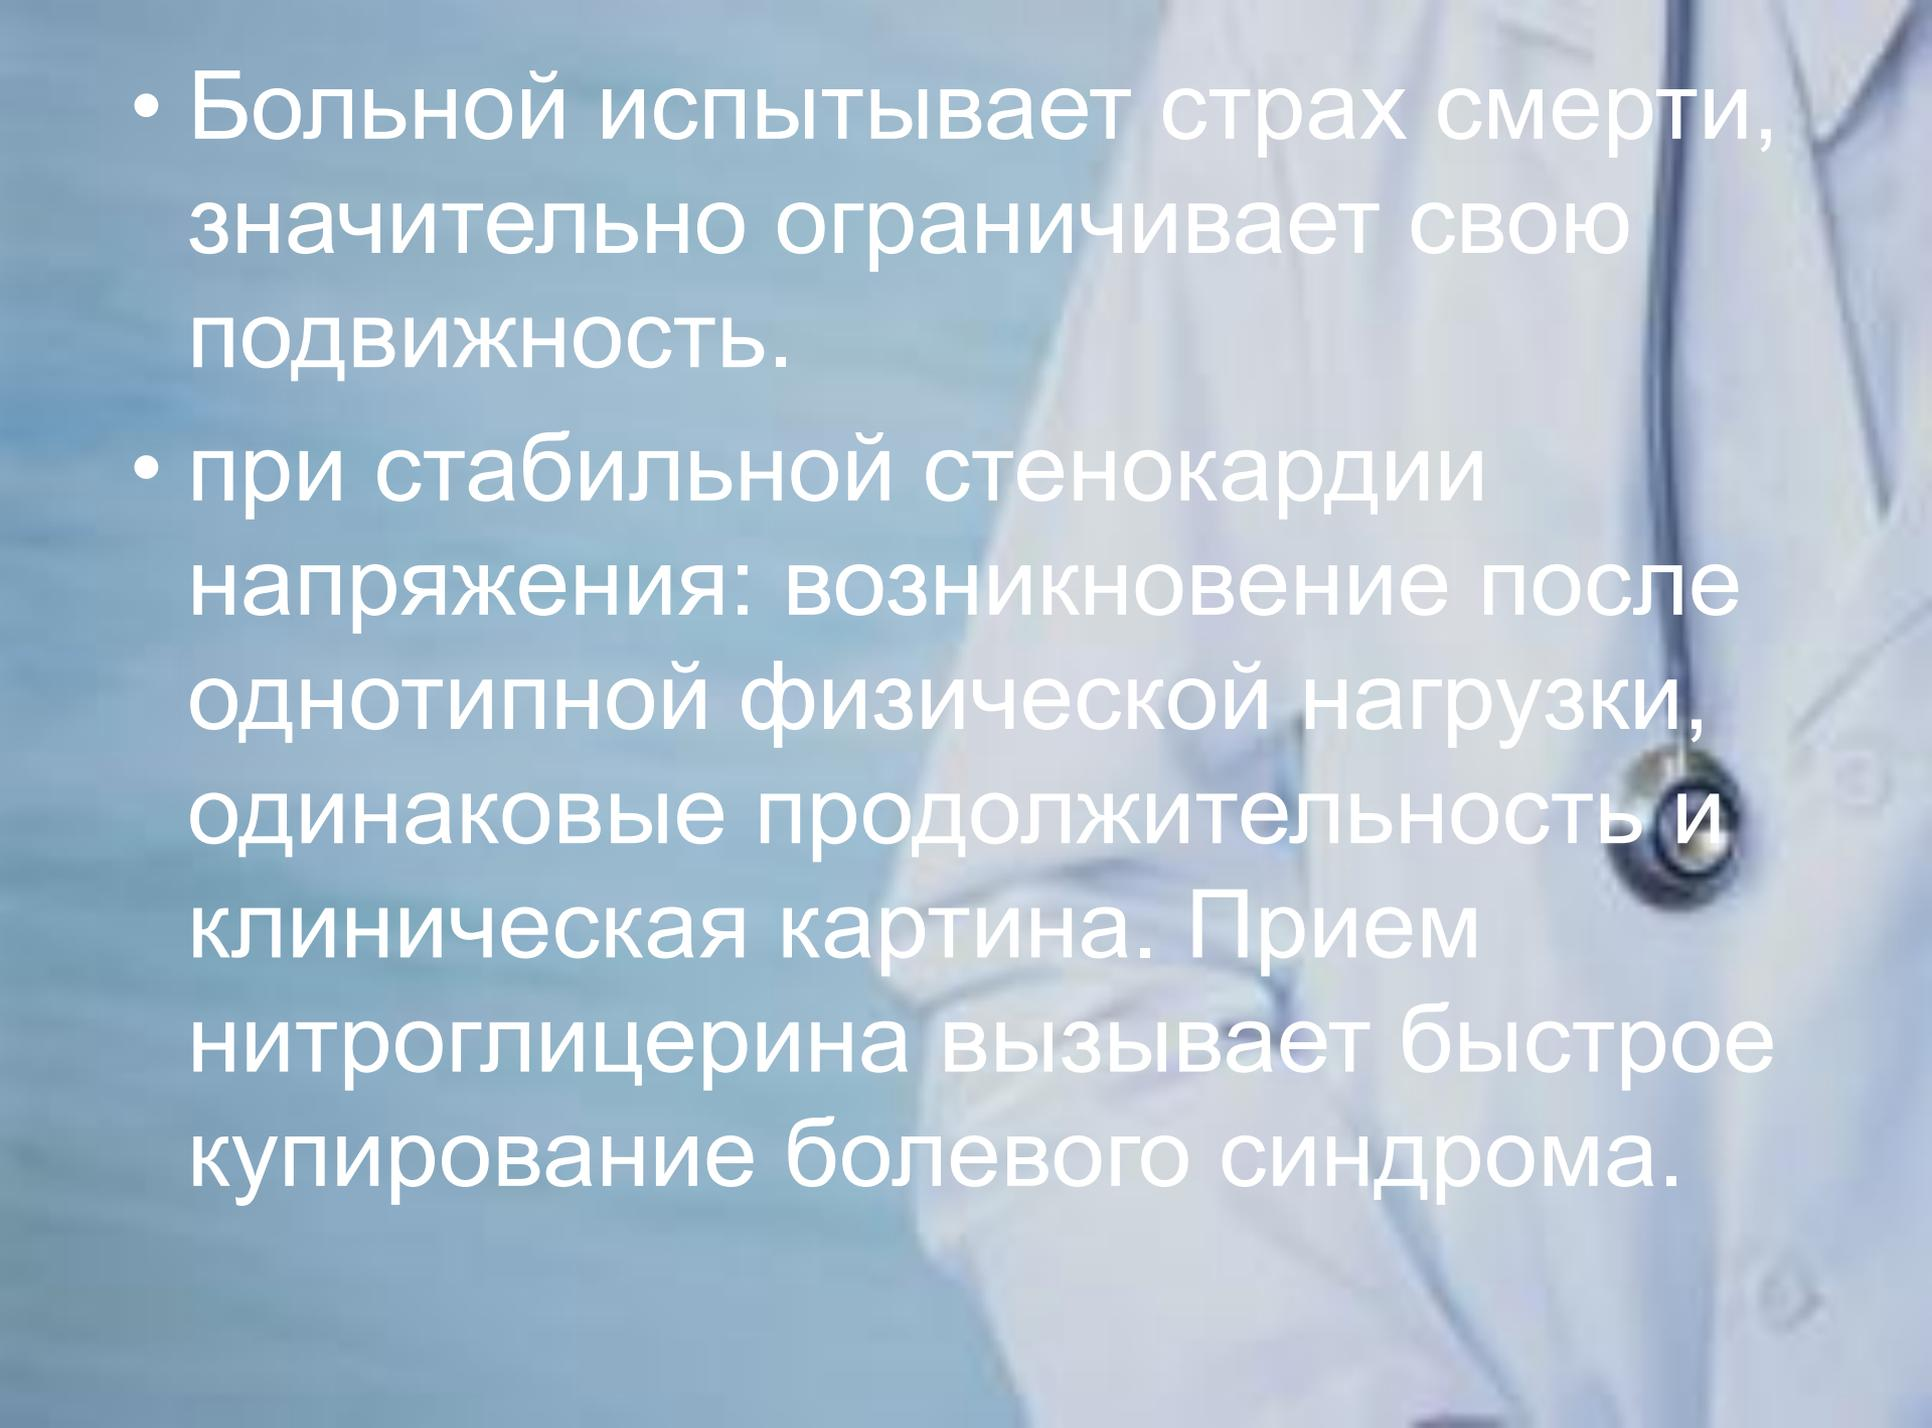 • Больной испытывает страх смерти,
значительно ограничивает свою
подвижность.
• при стабильной стенокардии
напряжения: возникновение после
однотипной физической нагрузки,
одинаковые продолжительность и
клиническая картина. Прием
нитроглицерина вызывает быстрое
купирование болевого синдрома.